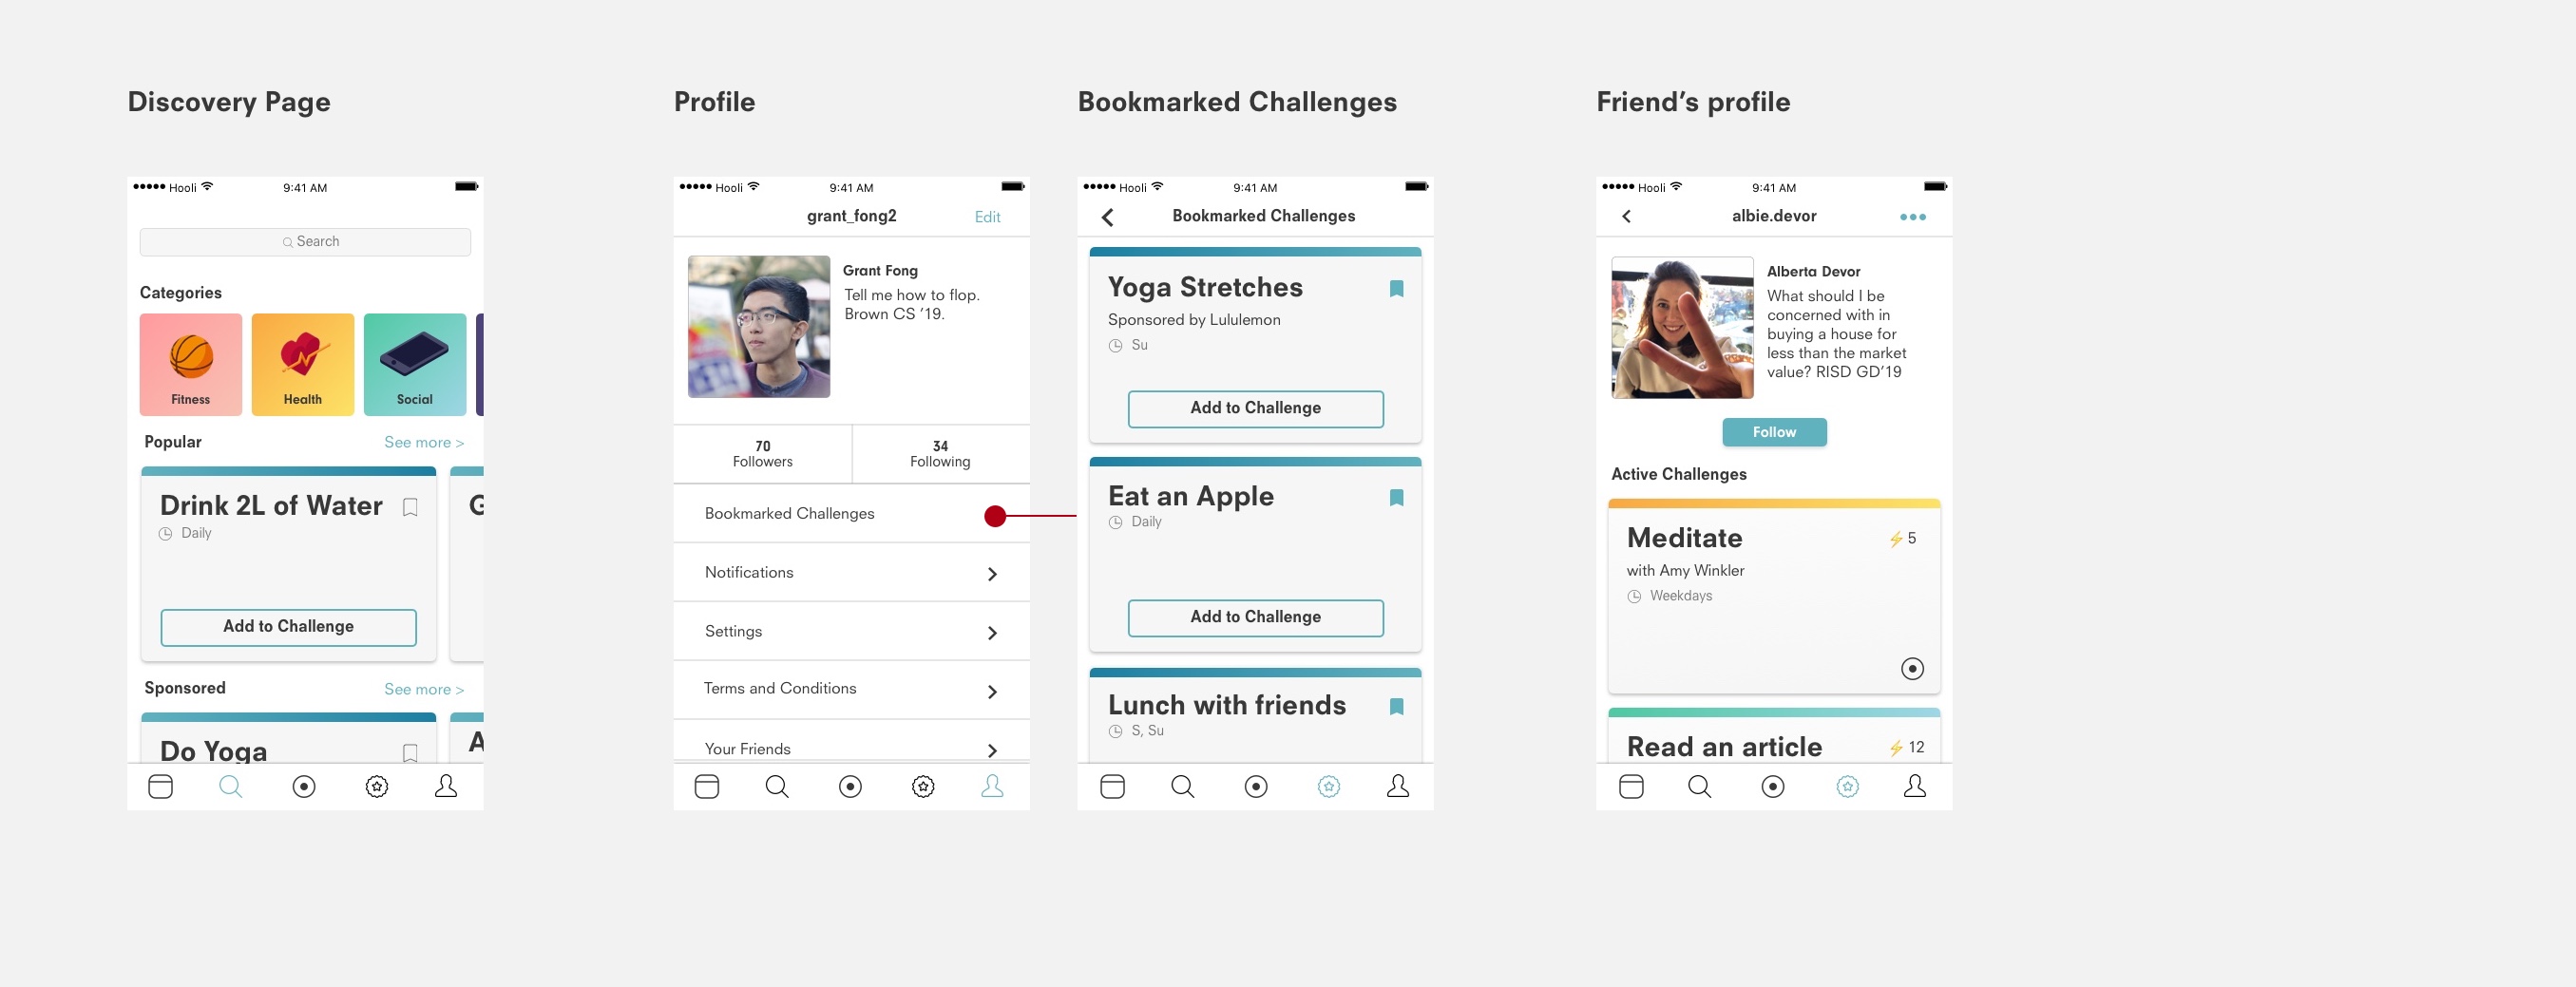 Discovery Page
Hooli
9:41 AM
Search
Categories
Fitness
Health
Social
Popular
See more >
Drink 2L of Water
G
Daily
Add to Challenge
Sponsored
See more >
Do Yoga
A
Profile
Hooli
9:41 AM
grant_fong2
Edit
Grant Fong
Tell me how to flop.
Brown CS ’19.
70
Followers
34
Following
Bookmarked Challenges
Notifications
Settings
Terms and Conditions
Your Friends
Bookmarked Challenges
Hooli
9:41 AM
Bookmarked Challenges
Yoga Stretches
Sponsored by Lululemon
Su
Add to Challenge
Eat an Apple
Daily
Add to Challenge
Lunch with friends
S, Su
Friend’s profile
Hooli
9:41 AM
albie.devor
Alberta Devor
What should I be
concerned with in
buying a house for
less than the market
value? RISD GD’19
Follow
Active Challenges
Meditate
⚡ 5
with Amy Winkler
Weekdays
Read an article
⚡ 12